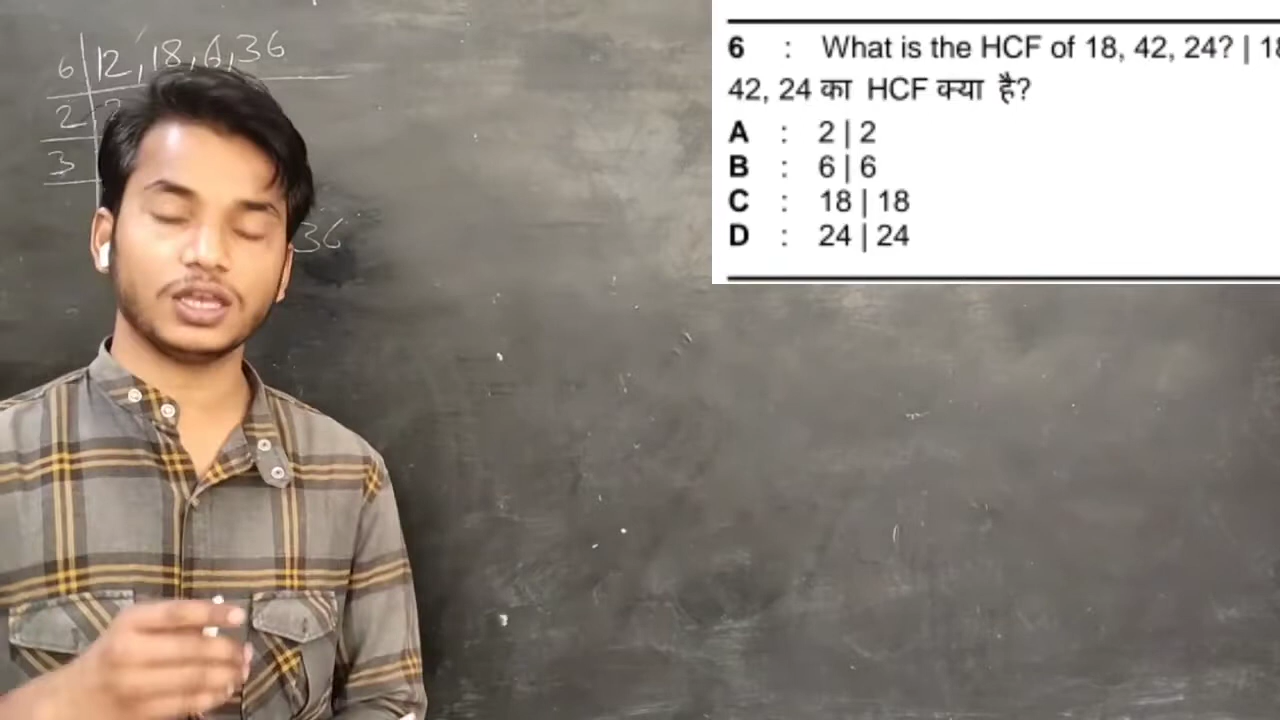 6 12, 18, 6, 36
2
3
36
6 : What is the HCF of 18, 42, 24? | 18
42, 24 का HCF क्या है?
A : 2 | 2
B : 6 | 6
C : 18 | 18
D : 24 | 24